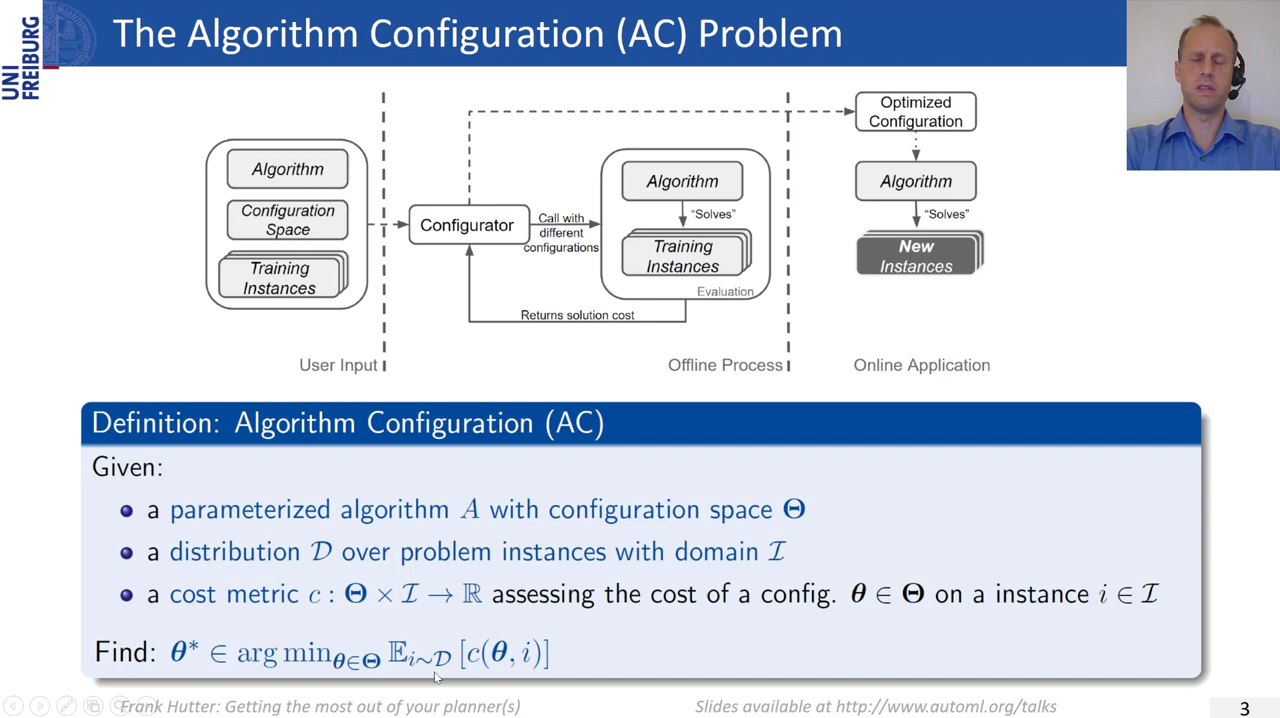 The Algorithm Configuration (AC) Problem
UNI
FREIBURG
Algorithm
Configuration
Space
Training
Instances
User Input
Configurator
Call with
different
configurations
Returns solution cost
Algorithm
"Solves"
Training
Instances
Evaluation
Offline Process
Optimized
Configuration
Algorithm
"Solves"
New
Instances
Online Application
Definition: Algorithm Configuration (AC)
Given:
a parameterized algorithm A with configuration space Θ
a distribution 𝒟 over problem instances with domain ℐ
a cost metric c : Θ × ℐ → ℝ assessing the cost of a config. θ ∈ Θ on a instance i ∈ ℐ
Find: θ* ∈ arg min_{θ∈Θ} 𝔼_{i∼𝒟} [c(θ, i)]
Frank Hutter: Getting the most out of your planner(s)
Slides available at http://www.automl.org/talks
3